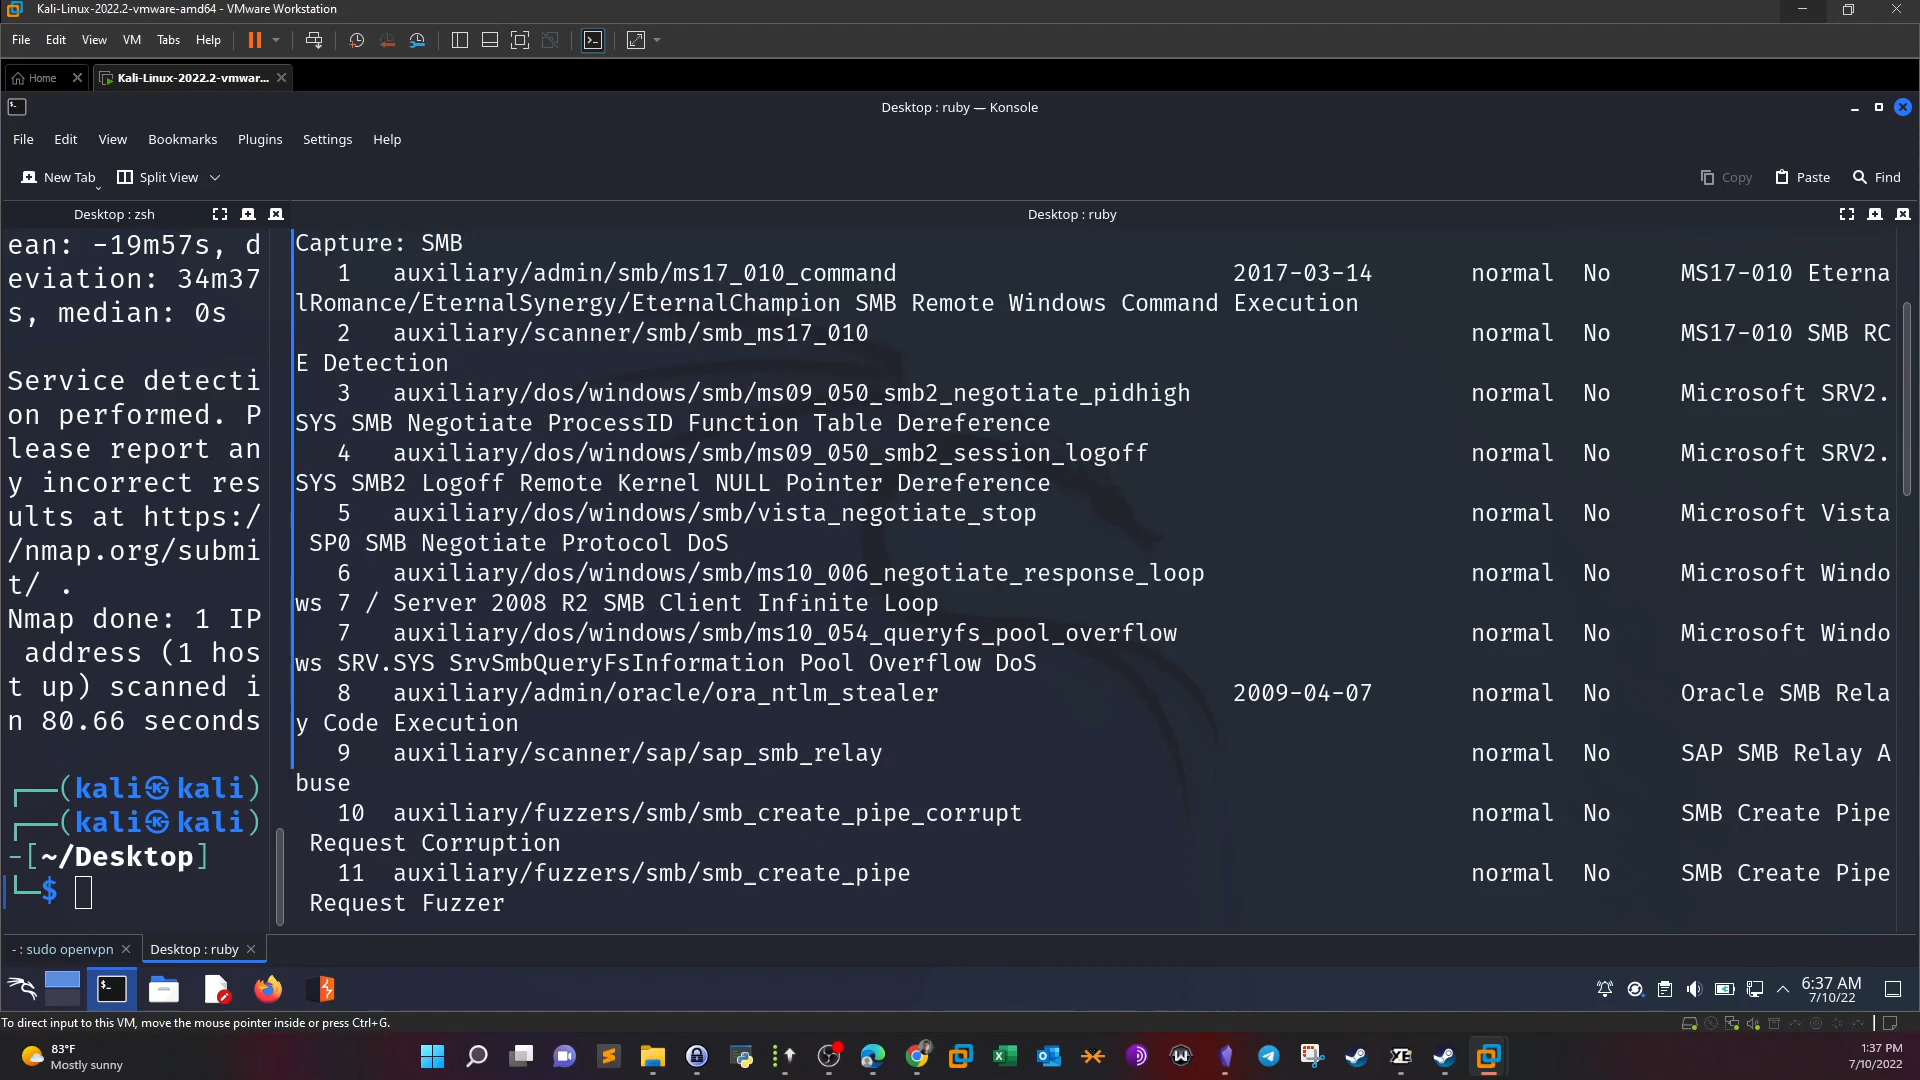 Kali-Linux-2022.2-vmware-amd64 - VMware Workstation
File Edit View VM Tabs Help
Home
Kali-Linux-2022.2-vmwar...
Desktop : ruby — Konsole
File Edit View Bookmarks Plugins Settings Help
New Tab Split View Copy Paste Find
Desktop : zsh
ean: -19m57s, d
eviation: 34m37
s, median: 0s
Service detecti
on performed. P
lease report an
y incorrect res
ults at https:/
/nmap.org/submi
t/ .
Nmap done: 1 IP
 address (1 hos
t up) scanned i
n 80.66 seconds
┌──(kali㉿kali)
┌──(kali㉿kali)
-[~/Desktop]
└─$
Desktop : ruby
Capture: SMB
1 auxiliary/admin/smb/ms17_010_command 2017-03-14 normal No MS17-010 Eterna
lRomance/EternalSynergy/EternalChampion SMB Remote Windows Command Execution
2 auxiliary/scanner/smb/smb_ms17_010 normal No MS17-010 SMB RC
E Detection
3 auxiliary/dos/windows/smb/ms09_050_smb2_negotiate_pidhigh normal No Microsoft SRV2.
SYS SMB Negotiate ProcessID Function Table Dereference
4 auxiliary/dos/windows/smb/ms09_050_smb2_session_logoff normal No Microsoft SRV2.
SYS SMB2 Logoff Remote Kernel NULL Pointer Dereference
5 auxiliary/dos/windows/smb/vista_negotiate_stop normal No Microsoft Vista
 SP0 SMB Negotiate Protocol DoS
6 auxiliary/dos/windows/smb/ms10_006_negotiate_response_loop normal No Microsoft Windo
ws 7 / Server 2008 R2 SMB Client Infinite Loop
7 auxiliary/dos/windows/smb/ms10_054_queryfs_pool_overflow normal No Microsoft Windo
ws SRV.SYS SrvSmbQueryFsInformation Pool Overflow DoS
8 auxiliary/admin/oracle/ora_ntlm_stealer 2009-04-07 normal No Oracle SMB Rela
y Code Execution
9 auxiliary/scanner/sap/sap_smb_relay normal No SAP SMB Relay A
buse
10 auxiliary/fuzzers/smb/smb_create_pipe_corrupt normal No SMB Create Pipe
 Request Corruption
11 auxiliary/fuzzers/smb/smb_create_pipe normal No SMB Create Pipe
 Request Fuzzer
- : sudo openvpn
Desktop : ruby
6:37 AM
7/10/22
To direct input to this VM, move the mouse pointer inside or press Ctrl+G.
83°F
Mostly sunny
1:37 PM
7/10/2022